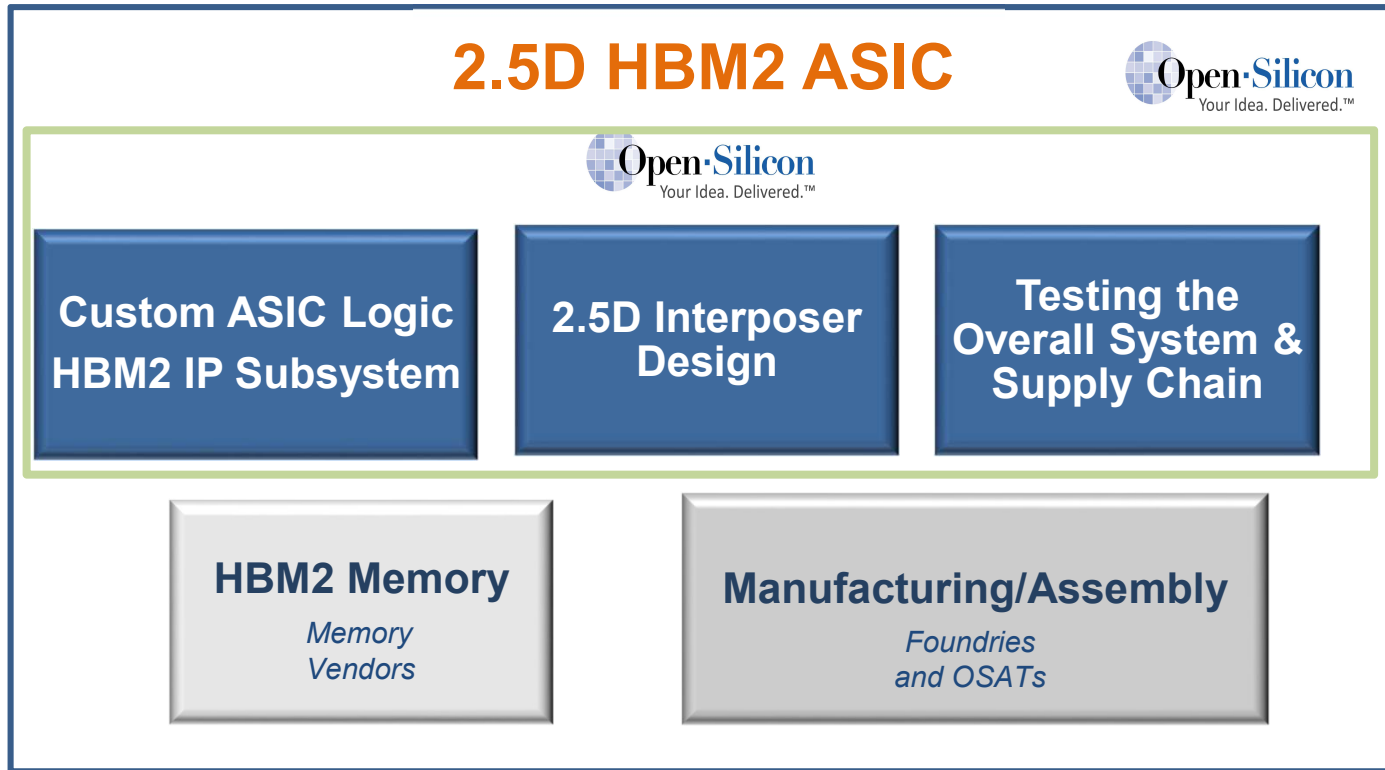 2.5D HBM2 ASIC
Open·Silicon
Your Idea. Delivered.™
Open·Silicon
Your Idea. Delivered.™
Custom ASIC Logic
HBM2 IP Subsystem
2.5D Interposer
Design
Testing the
Overall System &
Supply Chain
HBM2 Memory
Memory
Vendors
Manufacturing/Assembly
Foundries
and OSATs